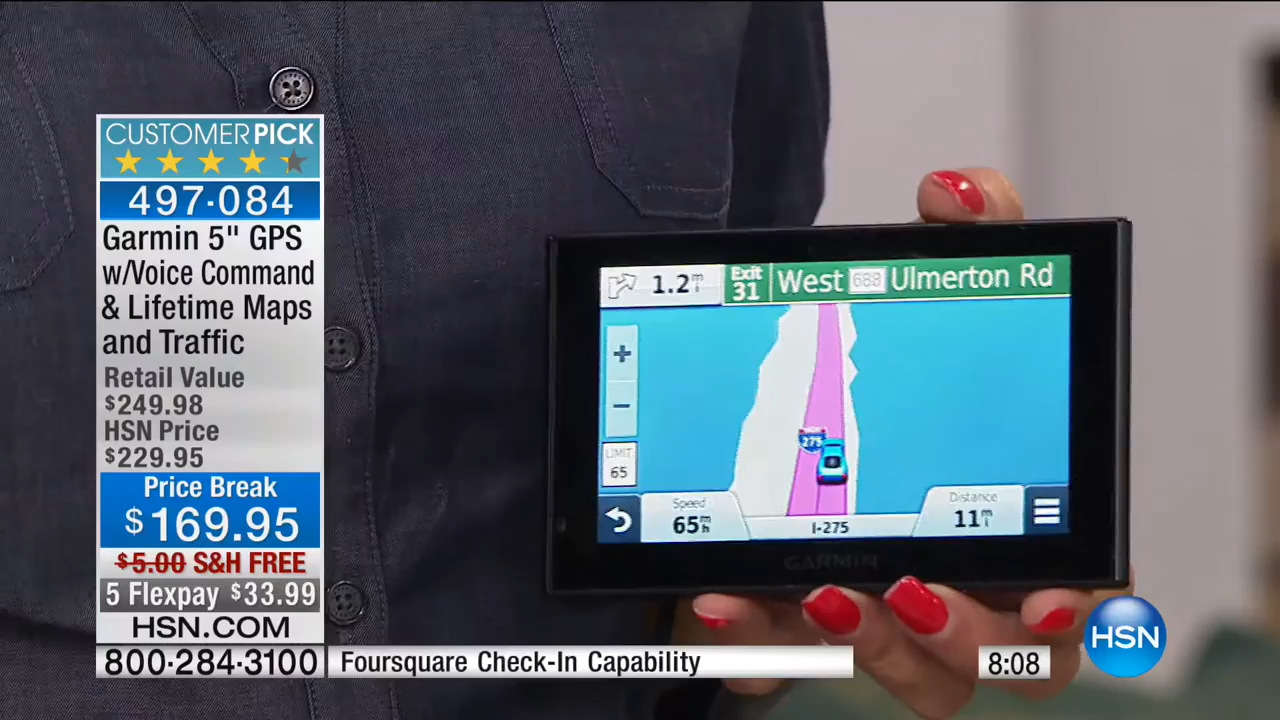 CUSTOMER PICK
497·084
Garmin 5" GPS
w/Voice Command
& Lifetime Maps
and Traffic
Retail Value
$249.98
HSN Price
$229.95
Price Break
$169.95
$5.00 S&H FREE
5 Flexpay $33.99
HSN.COM
800·284·3100
Foursquare Check-In Capability
8:08
HSN
1.2 m
Exit
31
West 688 Ulmerton Rd
+
−
LIMIT
65
275
Speed
65 m
h
I-275
Distance
11 m
GARMIN